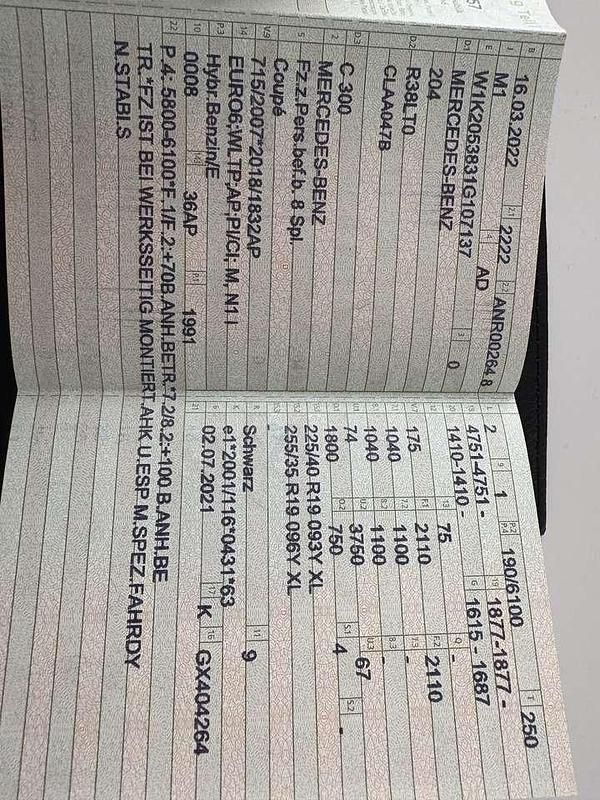 16.03.2022 2222 ANR00264 8
M1 AD
W1K2053831G107137
MERCEDES-BENZ 0
204
R38LT0
CLAA047B
C 300
MERCEDES-BENZ
Fz.z.Pers.bef.b. 8 Spl.
Coupé
715/2007*2018/1832AP
EURO6;WLTP;AP;PI/CI; M, N1 I
Hybr.Benzin/E
0008 36AP 1991
2 1 190/6100 250
4751-4751 - 1877-1877 -
1410-1410 - 1615 - 1687
75 -
175 2110 2110
1040 1100 -
1040 1100 -
74 3760 67
1800 750 4 -
225/40 R19 093Y XL
255/35 R19 096Y XL
-
Schwarz 9
e1*2001/116*0431*63
02.07.2021 K GX404264
P.4: 5800-6100*F.1/F.2:+70B.ANH.BETR.*7.2/8.2:+100 B.ANH.BE
TR.*FZ.IST BEI WERKSSEITIG MONTIERT.AHK U.ESP M.SPEZ.FAHRDY
N.STABI.S